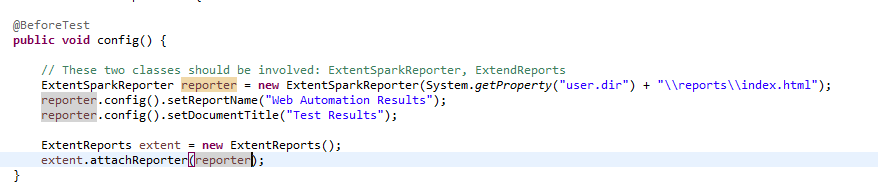 @BeforeTest
public void config() {
// These two classes should be involved: ExtentSparkReporter, ExtendReports
ExtentSparkReporter reporter = new ExtentSparkReporter(System.getProperty("user.dir") + "\\reports\\index.html");
reporter.config().setReportName("Web Automation Results");
reporter.config().setDocumentTitle("Test Results");
ExtentReports extent = new ExtentReports();
extent.attachReporter(reporter);
}